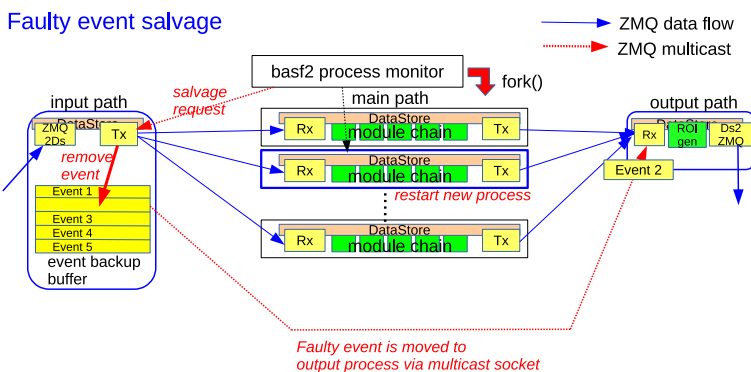 Faulty event salvage
ZMQ data flow
ZMQ multicast
basf2 process monitor
fork()
salvage
request
input path
main path
output path
DataStore
ZMQ
2Ds
Tx
remove
event
Event 1
Event 3
Event 4
Event 5
event backup
buffer
DataStore
Rx
module chain
Tx
DataStore
Rx
module chain
Tx
restart new process
DataStore
Rx
module chain
Tx
DataStore
Rx
ROI
gen
Ds2
ZMQ
Event 2
Faulty event is moved to
output process via multicast socket